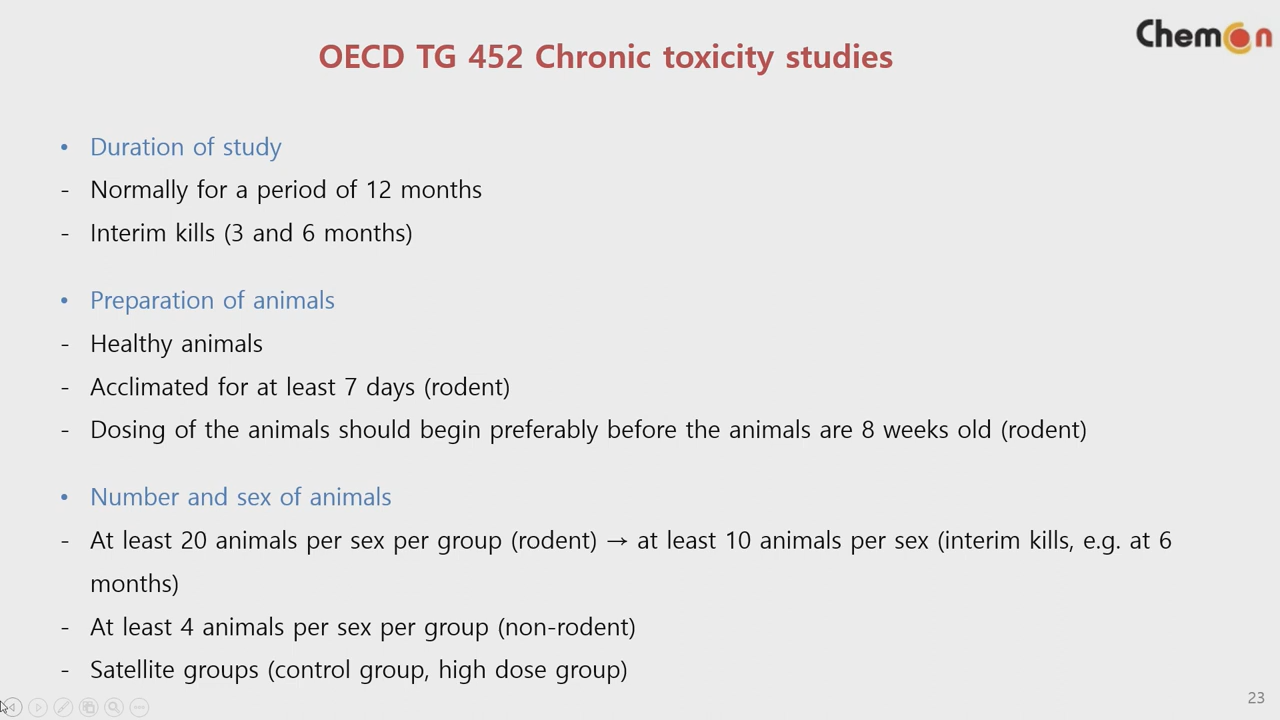 ChemOn
OECD TG 452 Chronic toxicity studies
• Duration of study
- Normally for a period of 12 months
- Interim kills (3 and 6 months)
• Preparation of animals
- Healthy animals
- Acclimated for at least 7 days (rodent)
- Dosing of the animals should begin preferably before the animals are 8 weeks old (rodent)
• Number and sex of animals
- At least 20 animals per sex per group (rodent) → at least 10 animals per sex (interim kills, e.g. at 6
months)
- At least 4 animals per sex per group (non-rodent)
- Satellite groups (control group, high dose group)
23